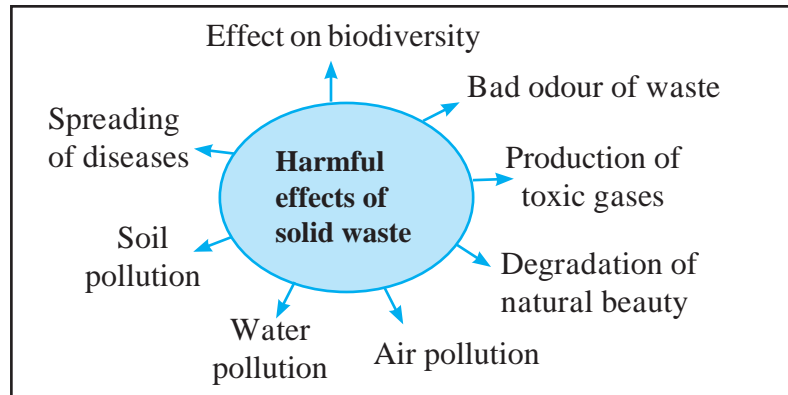 Effect on biodiversity
Bad odour of waste
Production of
toxic gases
Degradation of
natural beauty
Air pollution
Water
pollution
Soil
pollution
Spreading
of diseases
Harmful
effects of
solid waste